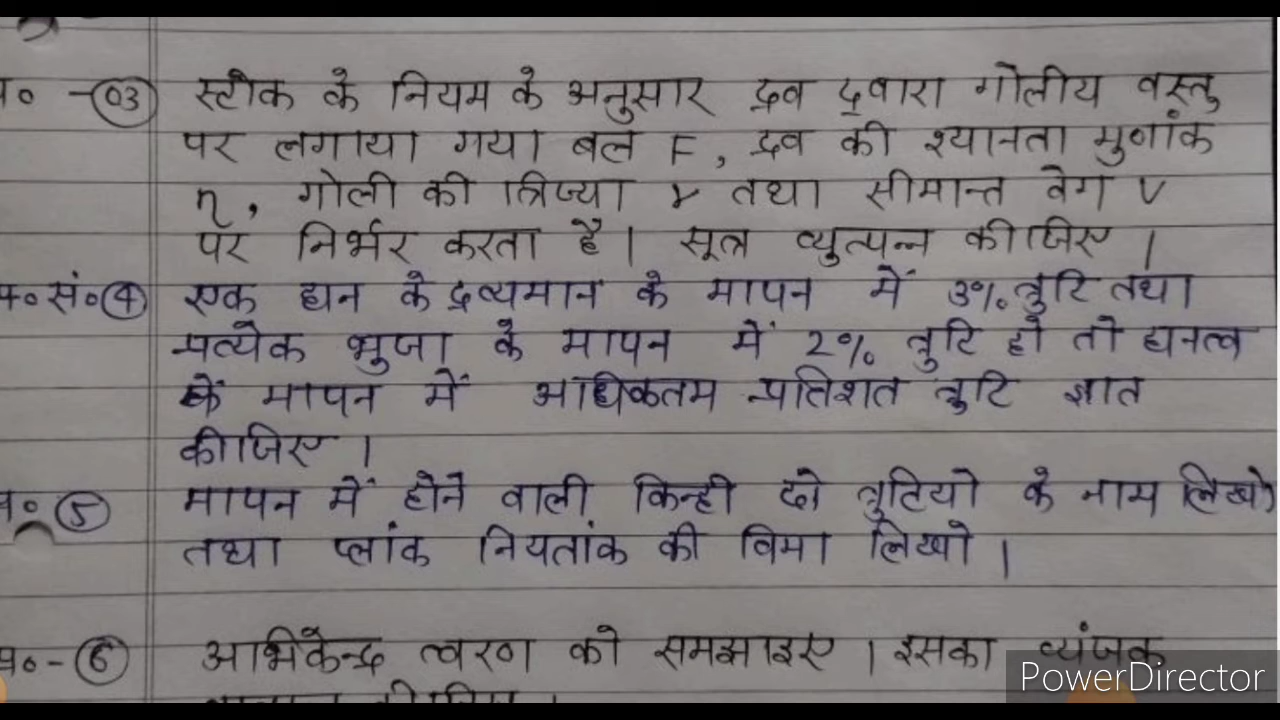 प्र० -03 स्टोक के नियम के अनुसार द्रव द्वारा गोलीय वस्तु
पर लगाया गया बल F, द्रव की श्यानता गुणांक
η, गोली की त्रिज्या r तथा सीमान्त वेग v
पर निर्भर करता है। सूत्र व्युत्पन्न कीजिए।
प्र० सं० 4 एक घन के द्रव्यमान के मापन में 3% त्रुटि तथा
प्रत्येक भुजा के मापन में 2% त्रुटि हो तो घनत्व
के मापन में अधिकतम प्रतिशत त्रुटि ज्ञात
कीजिए।
प्र० 5 मापन में होने वाली किन्ही दो त्रुटियो के नाम लिखो
तथा प्लांक नियतांक की विमा लिखो।
प्र० - 6 अभिकेन्द्र त्वरण को समझाइए। इसका व्यंजक
PowerDirector